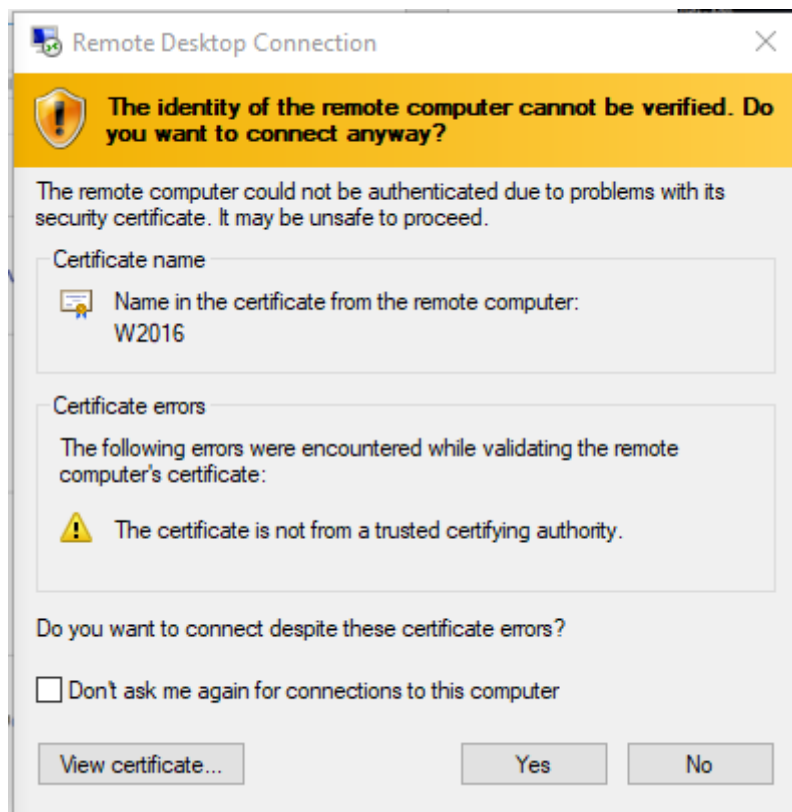 Remote Desktop Connection
The identity of the remote computer cannot be verified. Do
you want to connect anyway?
The remote computer could not be authenticated due to problems with its
security certificate. It may be unsafe to proceed.
Certificate name
Name in the certificate from the remote computer:
W2016
Certificate errors
The following errors were encountered while validating the remote
computer's certificate:
The certificate is not from a trusted certifying authority.
Do you want to connect despite these certificate errors?
Don't ask me again for connections to this computer
View certificate...
Yes
No